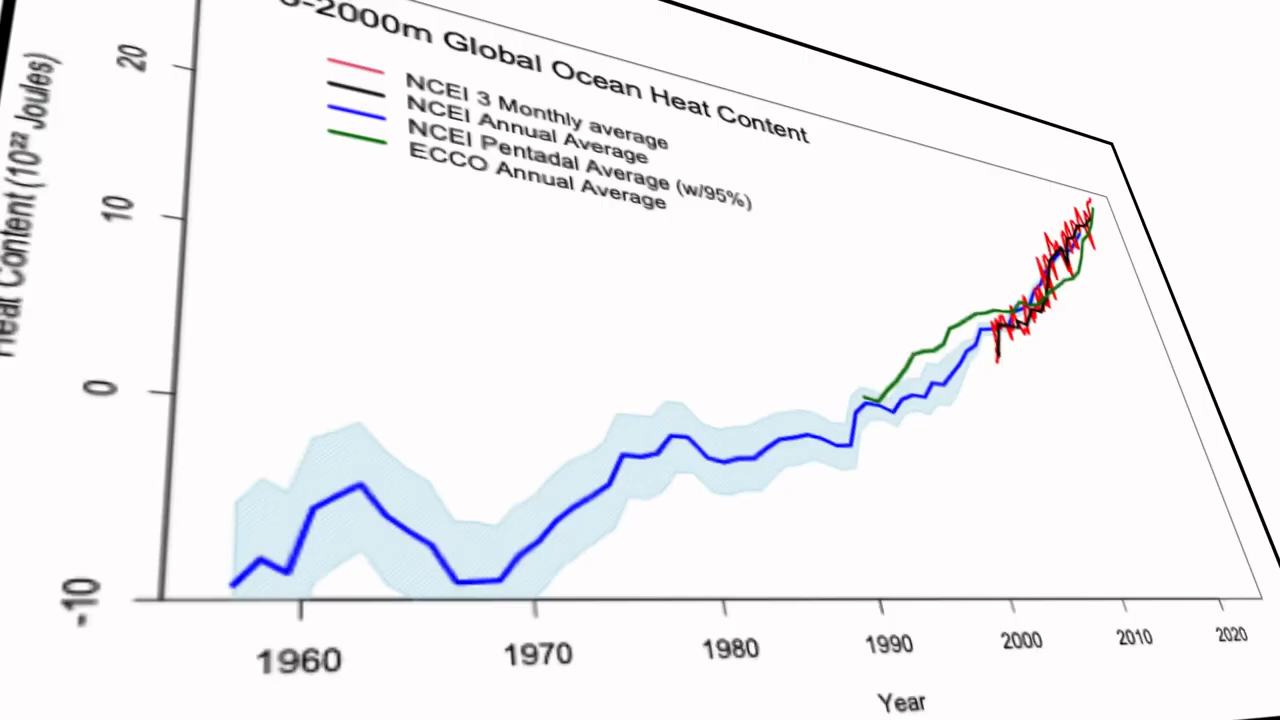 -2000m Global Ocean Heat Content
NCEI 3 Monthly average
NCEI Annual Average
NCEI Pentadal Average (w/95%)
ECCO Annual Average
Heat Content (10²² Joules)
20
10
0
-10
1960
1970
1980
1990
2000
2010
2020
Year